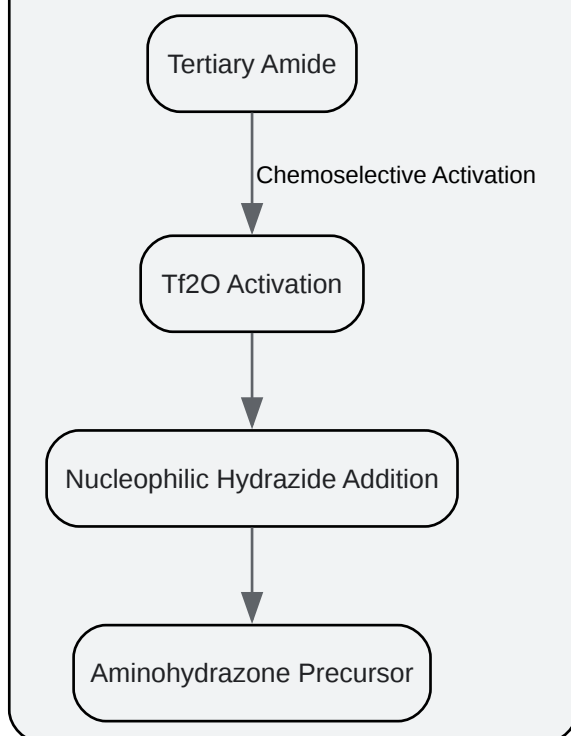 Tertiary Amide
Chemoselective Activation
Tf2O Activation
Nucleophilic Hydrazide Addition
Aminohydrazone Precursor